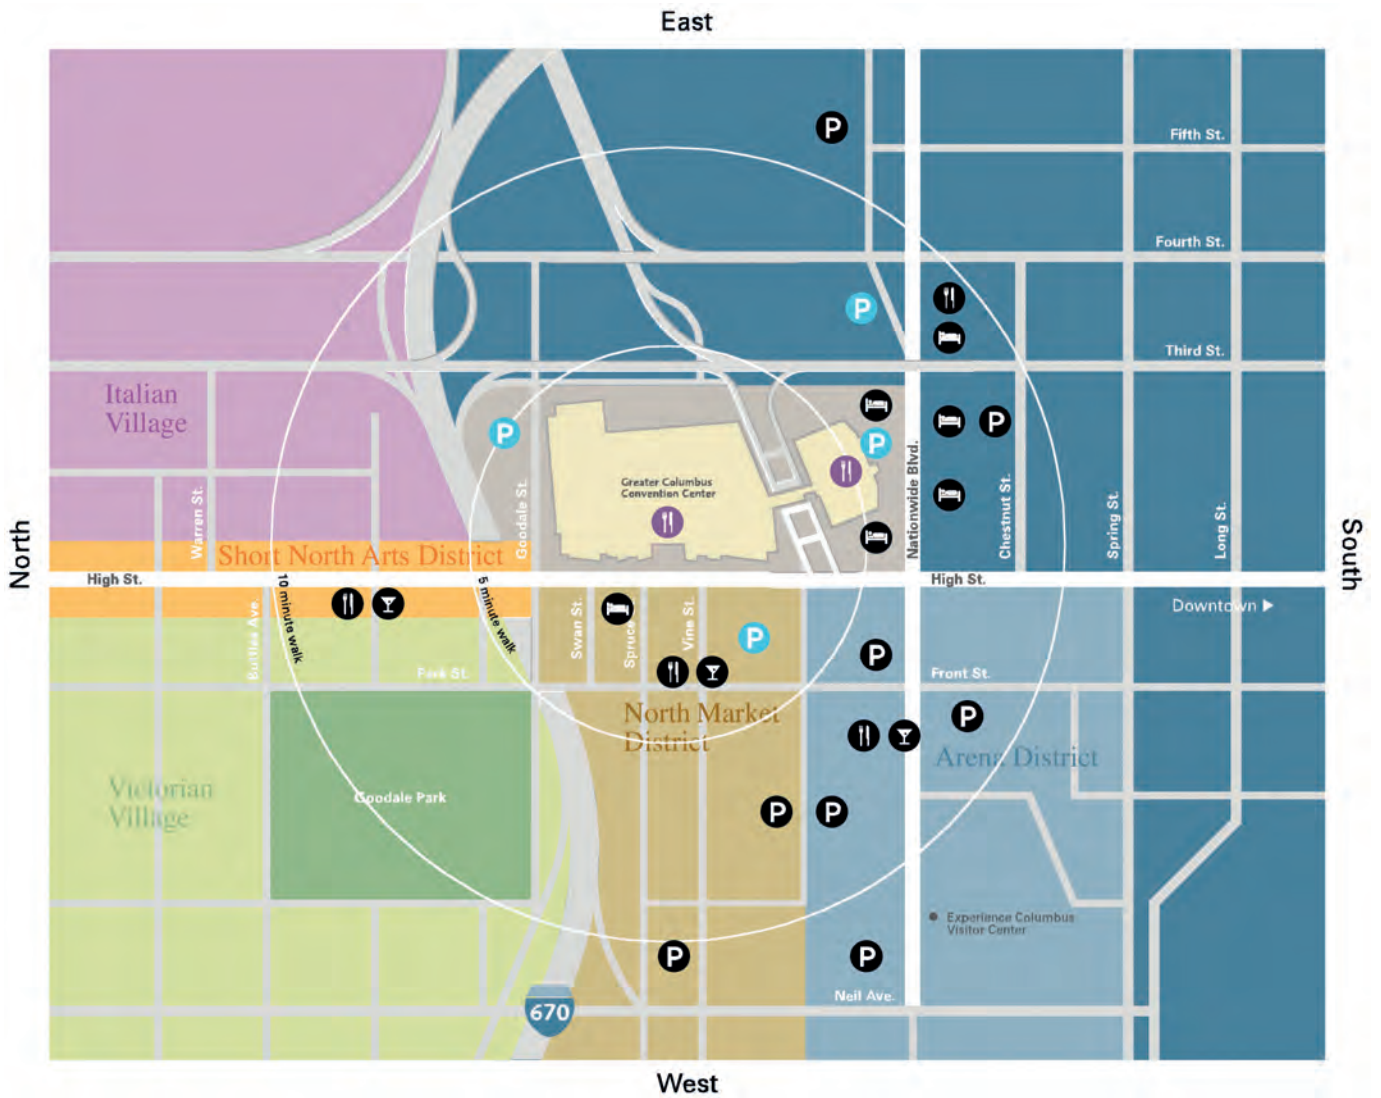 East
P
Fifth St.
Fourth St.
P
Third St.
Italian
Village
P
P
P
Greater Columbus
Convention Center
Warren St.
Goodale St.
Nationwide Blvd.
Chestnut St.
Spring St.
Long St.
North
South
Short North Arts District
High St.
High St.
10 minute walk
5 minute walk
Buttles Ave.
Swan St.
Spruce
Vine St.
Downtown
P
P
Park St.
Front St.
North Market
District
P
Arena District
Victorian
Village
Goodale Park
P
P
Experience Columbus
Visitor Center
P
P
Neil Ave.
670
West